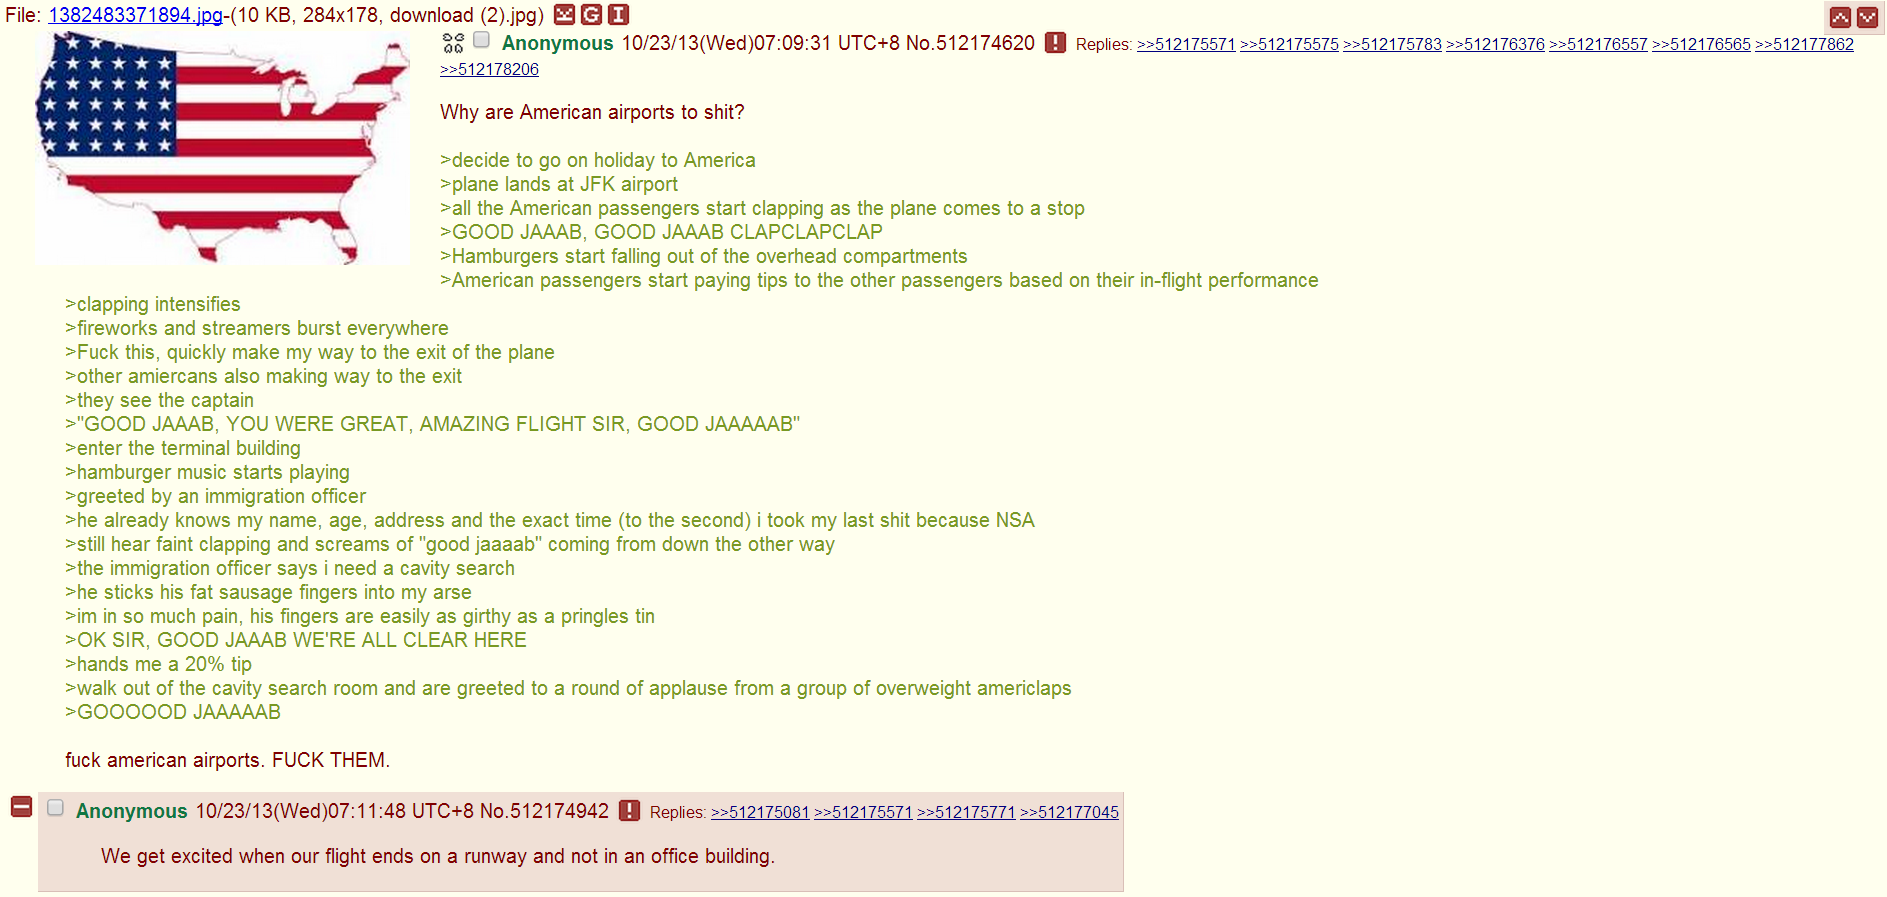 File: 1382483371894.jpg-(10 KB, 284x178, download (2).jpg) G I
Anonymous 10/23/13(Wed)07:09:31 UTC+8 No.512174620 ! Replies: >>512175571 >>512175575 >>512175783 >>512176376 >>512176557 >>512176565 >>512177862
>>512178206
Why are American airports to shit?
>decide to go on holiday to America
>plane lands at JFK airport
>all the American passengers start clapping as the plane comes to a stop
>GOOD JAAAB, GOOD JAAAB CLAPCLAPCLAP
>Hamburgers start falling out of the overhead compartments
>American passengers start paying tips to the other passengers based on their in-flight performance
>clapping intensifies
>fireworks and streamers burst everywhere
>Fuck this, quickly make my way to the exit of the plane
>other amiercans also making way to the exit
>they see the captain
>"GOOD JAAAB, YOU WERE GREAT, AMAZING FLIGHT SIR, GOOD JAAAAAB"
>enter the terminal building
>hamburger music starts playing
>greeted by an immigration officer
>he already knows my name, age, address and the exact time (to the second) i took my last shit because NSA
>still hear faint clapping and screams of "good jaaaab" coming from down the other way
>the immigration officer says i need a cavity search
>he sticks his fat sausage fingers into my arse
>im in so much pain, his fingers are easily as girthy as a pringles tin
>OK SIR, GOOD JAAAB WE'RE ALL CLEAR HERE
>hands me a 20% tip
>walk out of the cavity search room and are greeted to a round of applause from a group of overweight americlaps
>GOOOOOD JAAAAAB
fuck american airports. FUCK THEM.
Anonymous 10/23/13(Wed)07:11:48 UTC+8 No.512174942 ! Replies: >>512175081 >>512175571 >>512175771 >>512177045
We get excited when our flight ends on a runway and not in an office building.